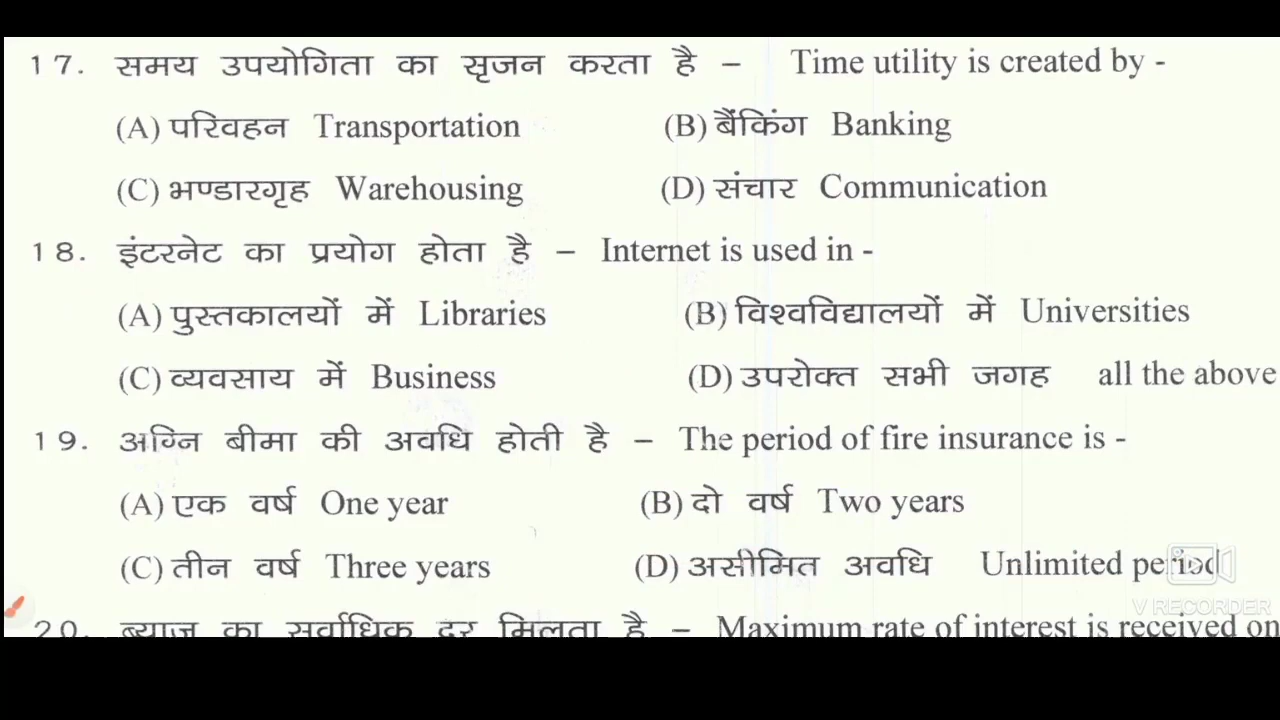 17. समय उपयोगिता का सृजन करता है – Time utility is created by -
(A) परिवहन Transportation (B) बैंकिंग Banking
(C) भण्डारगृह Warehousing (D) संचार Communication
18. इंटरनेट का प्रयोग होता है – Internet is used in -
(A) पुस्तकालयों में Libraries (B) विश्वविद्यालयों में Universities
(C) व्यवसाय में Business (D) उपरोक्त सभी जगह all the above
19. अग्नि बीमा की अवधि होती है – The period of fire insurance is -
(A) एक वर्ष One year (B) दो वर्ष Two years
(C) तीन वर्ष Three years (D) असीमित अवधि Unlimited period
V RECORDER
20. ब्याज का सर्वाधिक दर मिलता है – Maximum rate of interest is received on